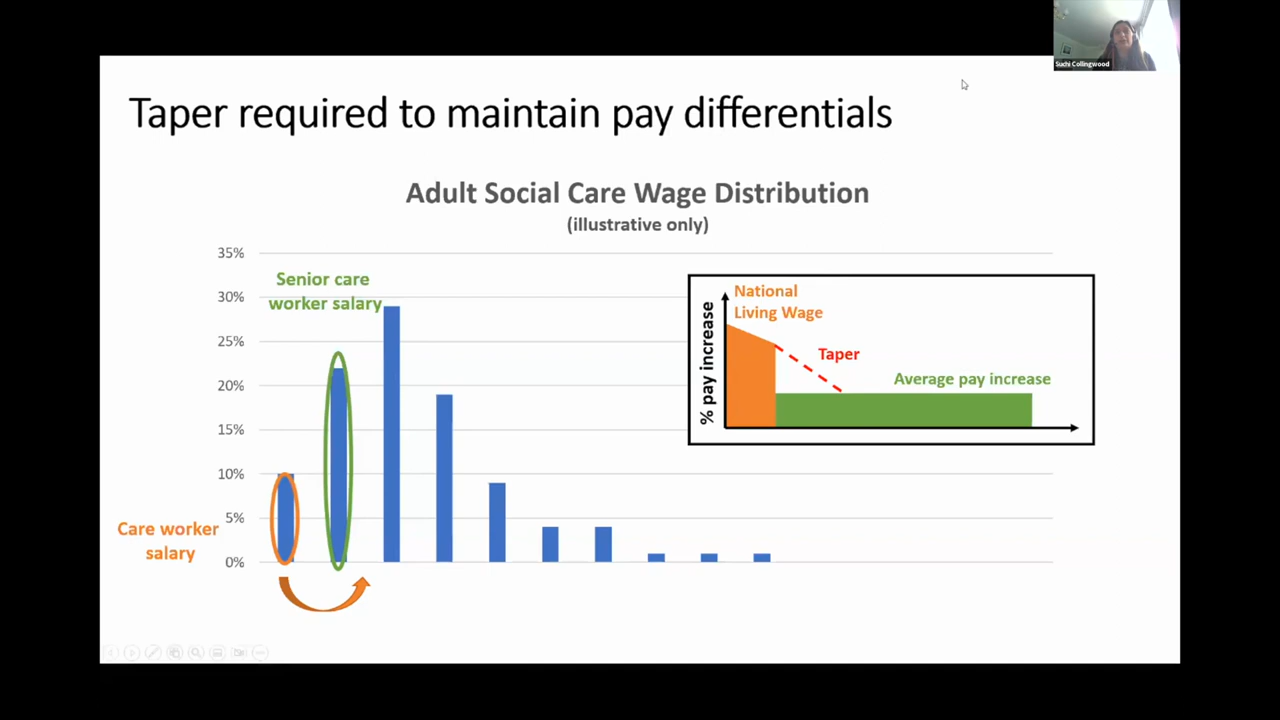 Suchi Collingwood
Taper required to maintain pay differentials
Adult Social Care Wage Distribution
(illustrative only)
35%
30%
25%
20%
15%
10%
5%
0%
Senior care
worker salary
Care worker
salary
% pay increase
National
Living Wage
Taper
Average pay increase